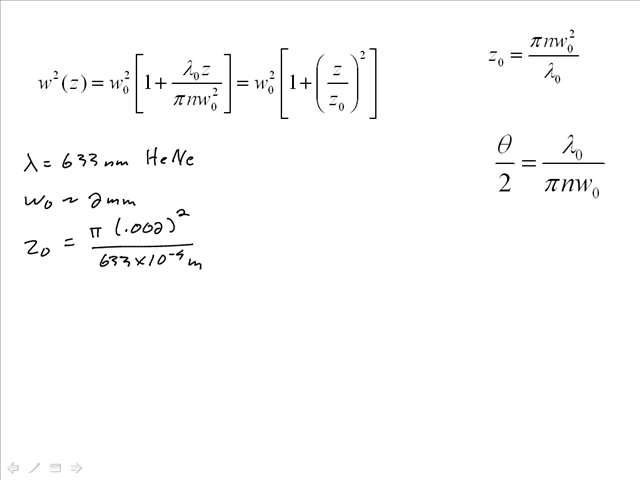 w²(z) = w₀² [1 + λ₀z / πnw₀²] = w₀² [1 + (z / z₀)²]
z₀ = πnw₀² / λ₀
θ / 2 = λ₀ / πnw₀
λ = 633 nm HeNe
w₀ ~ 2mm
z₀ = π (.002)² / 633×10⁻⁹ m